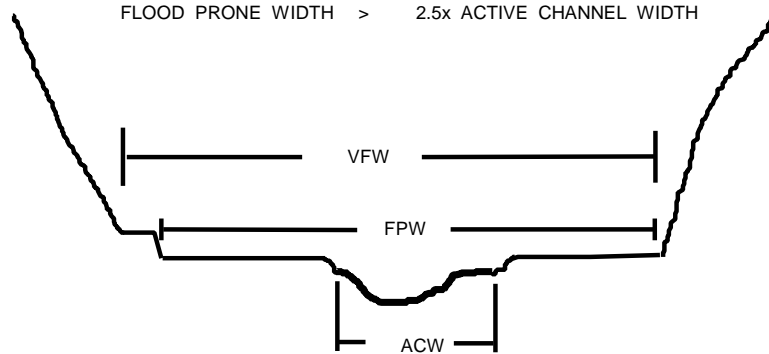 FLOOD PRONE WIDTH > 2.5x ACTIVE CHANNEL WIDTH
VFW
FPW
ACW